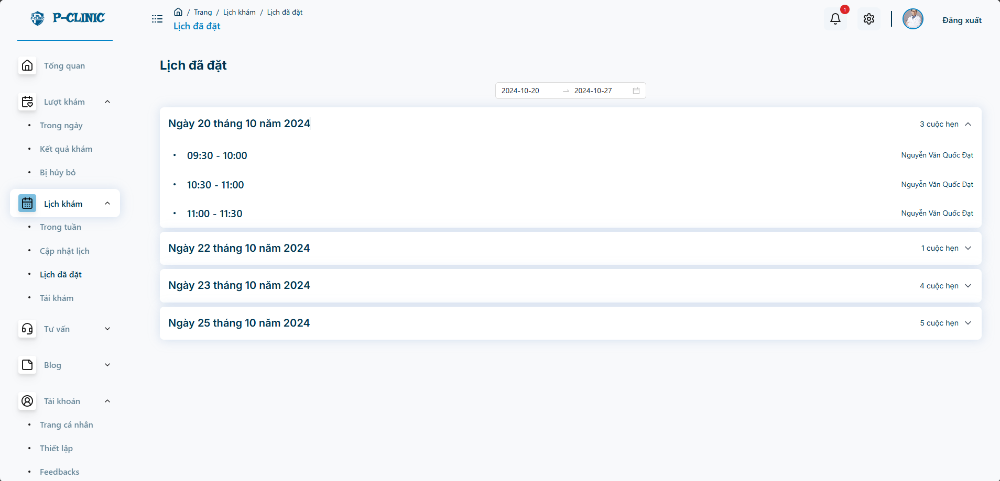 P-CLINIC
/ Trang / Lịch khám / Lịch đã đặt
Lịch đã đặt
1
Đăng xuất
Tổng quan
Lượt khám
Trong ngày
Kết quả khám
Bị hủy bỏ
Lịch khám
Trong tuần
Cập nhật lịch
Lịch đã đặt
Tái khám
Tư vấn
Blog
Tài khoản
Trang cá nhân
Thiết lập
Feedbacks
Lịch đã đặt
2024-10-20 → 2024-10-27
Ngày 20 tháng 10 năm 2024 3 cuộc hẹn
09:30 - 10:00 Nguyễn Văn Quốc Đạt
10:30 - 11:00 Nguyễn Văn Quốc Đạt
11:00 - 11:30 Nguyễn Văn Quốc Đạt
Ngày 22 tháng 10 năm 2024 1 cuộc hẹn
Ngày 23 tháng 10 năm 2024 4 cuộc hẹn
Ngày 25 tháng 10 năm 2024 5 cuộc hẹn